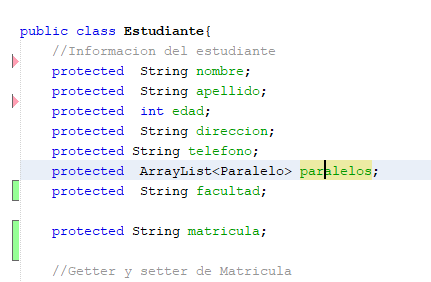 public class Estudiante{
//Informacion del estudiante
protected  String nombre;
protected  String apellido;
protected  int edad;
protected  String direccion;
protected String telefono;
protected  ArrayList<Paralelo> paralelos;
protected  String facultad;
protected String matricula;
//Getter y setter de Matricula